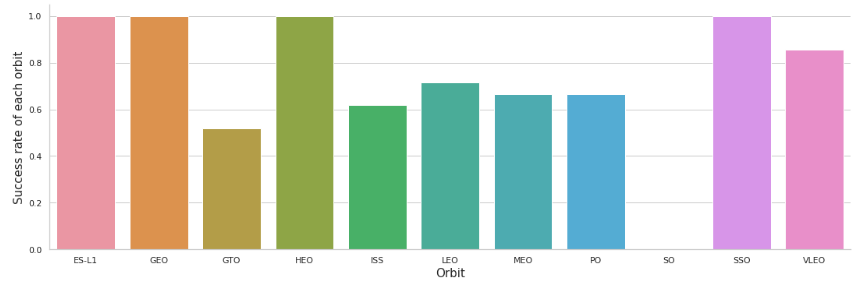 Success rate of each orbit
1.0
0.8
0.6
0.4
0.2
0.0
ES-L1 GEO GTO HEO ISS LEO MEO PO SO SSO VLEO
Orbit